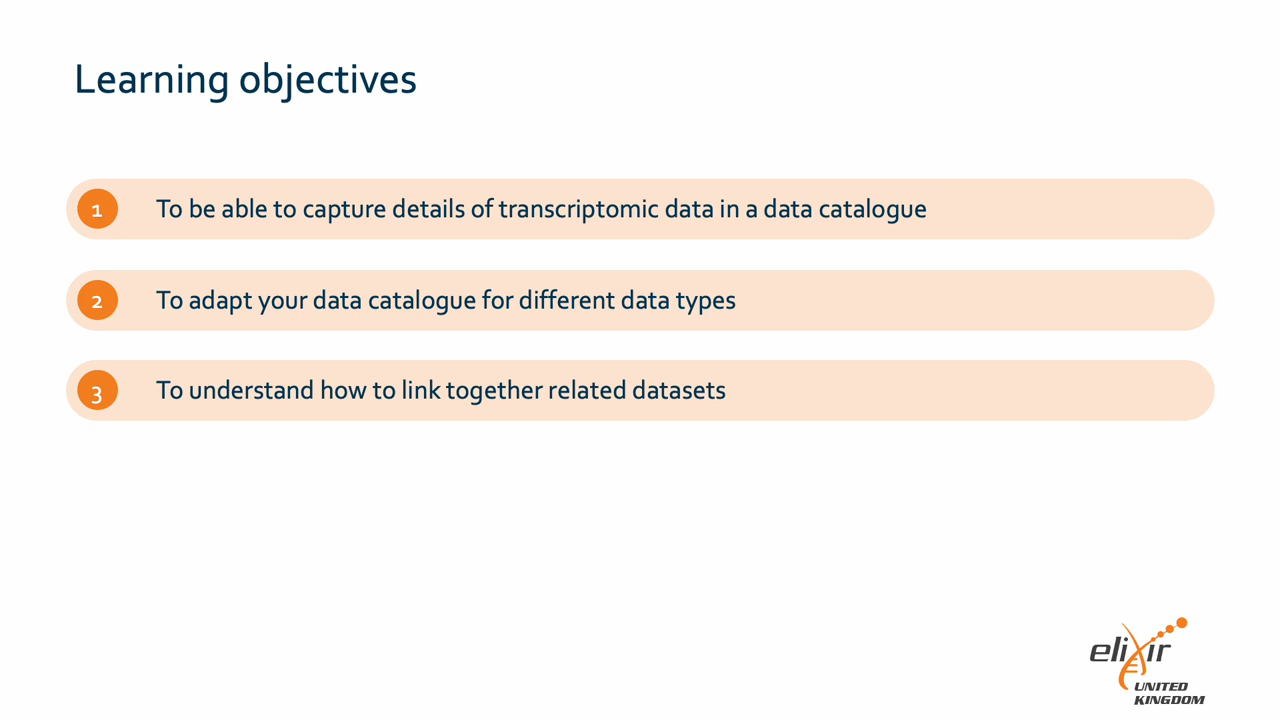 Learning objectives
1 To be able to capture details of transcriptomic data in a data catalogue
2 To adapt your data catalogue for different data types
3 To understand how to link together related datasets
elixir
UNITED
KINGDOM